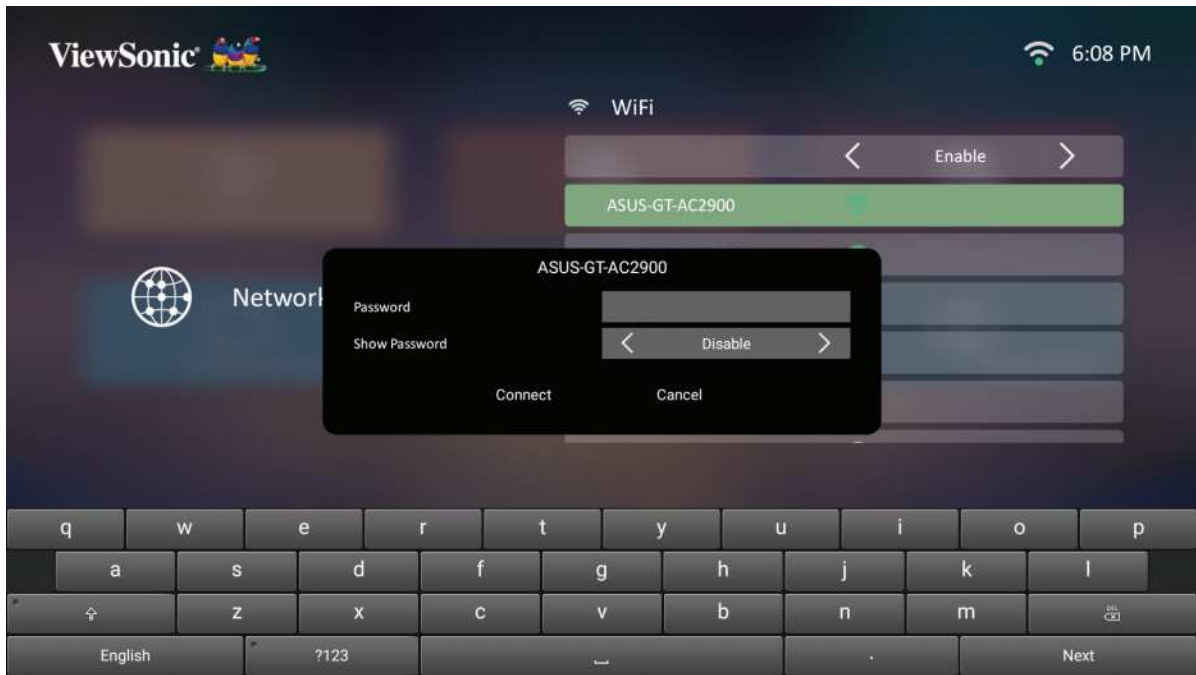 ViewSonic
6:08 PM
WiFi
Enable
ASUS-GT-AC2900
ASUS-GT-AC2900
Network
Password
Show Password
Disable
Connect Cancel
q w e r t y u i o p
a s d f g h j k l
z x c v b n m DEL
English ?123 . Next